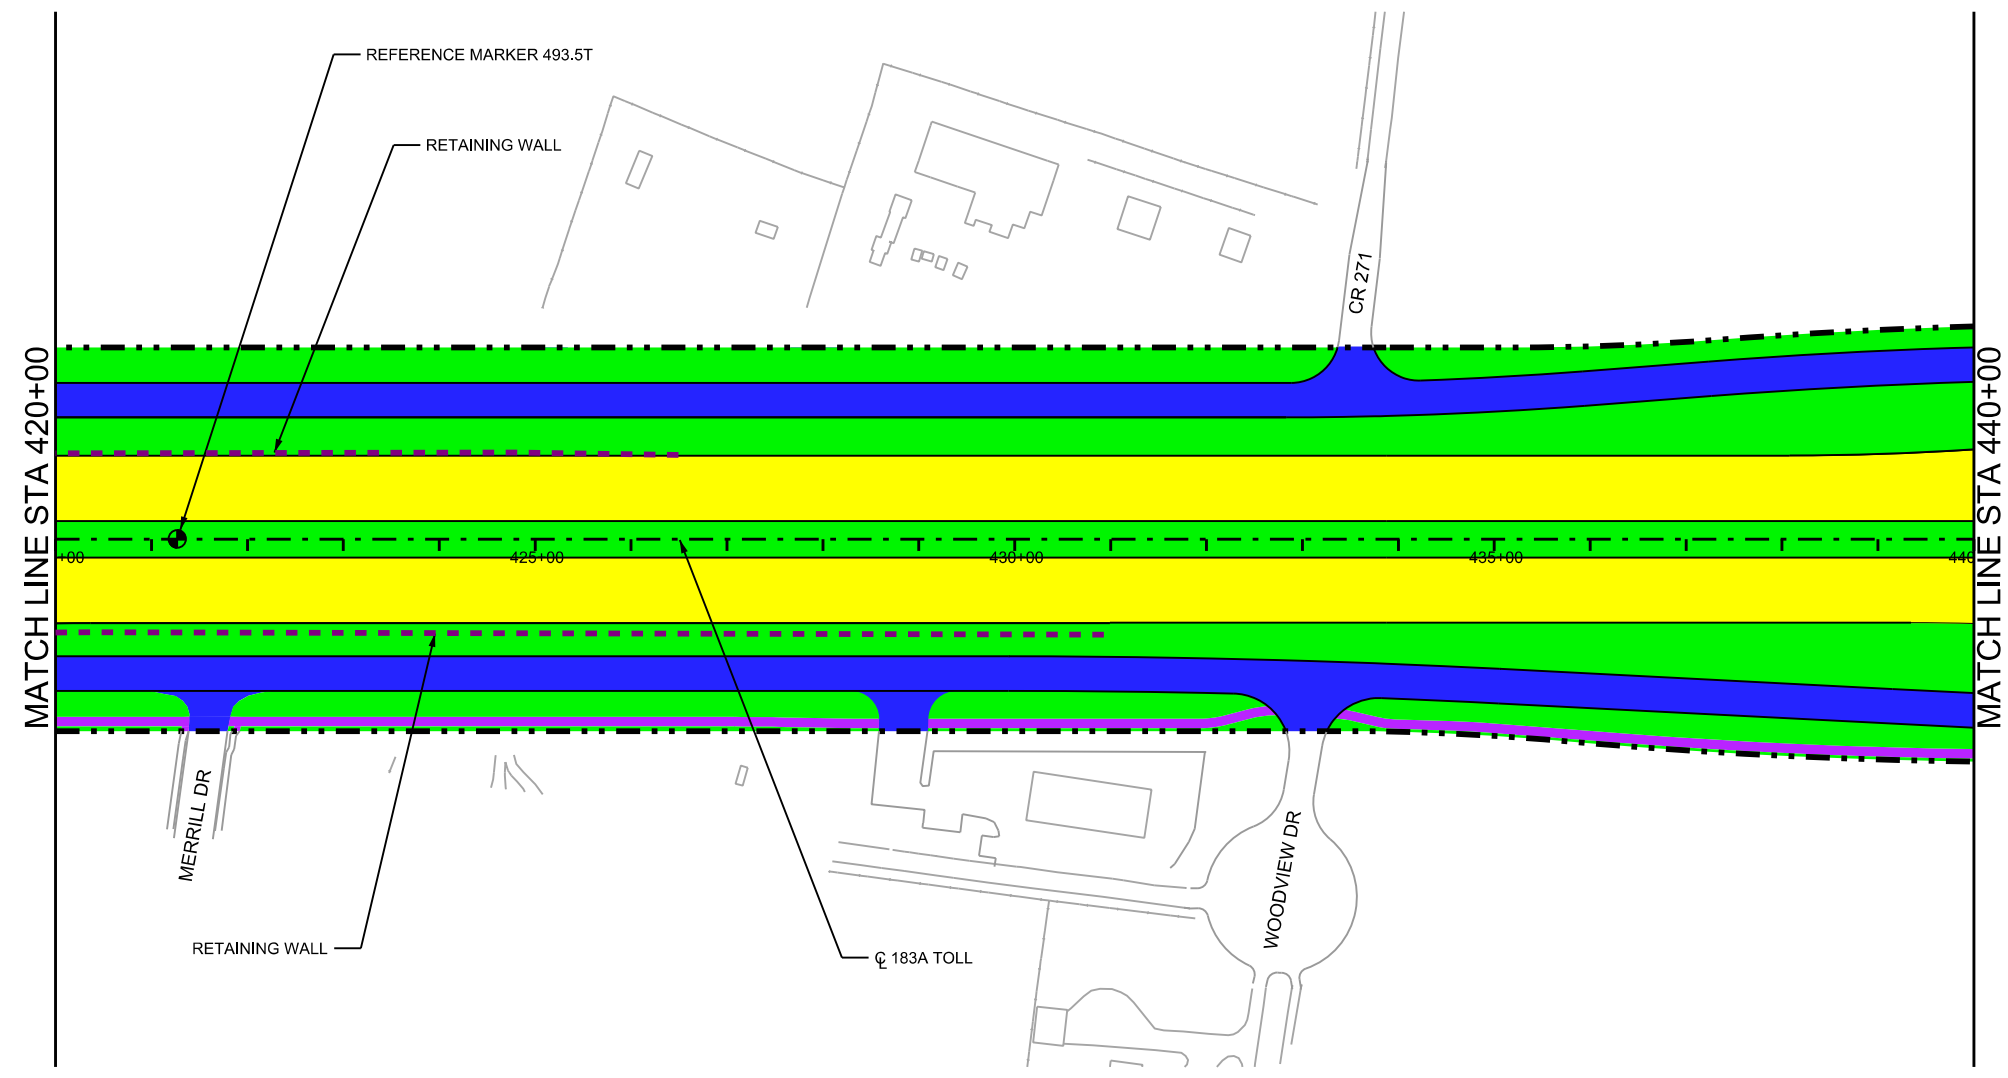 REFERENCE MARKER 493.5T
RETAINING WALL
CR 271
MATCH LINE STA 420+00
MATCH LINE STA 440+00
+00
425+00
430+00
435+00
440
MERRILL DR
WOODVIEW DR
RETAINING WALL
℄ 183A TOLL